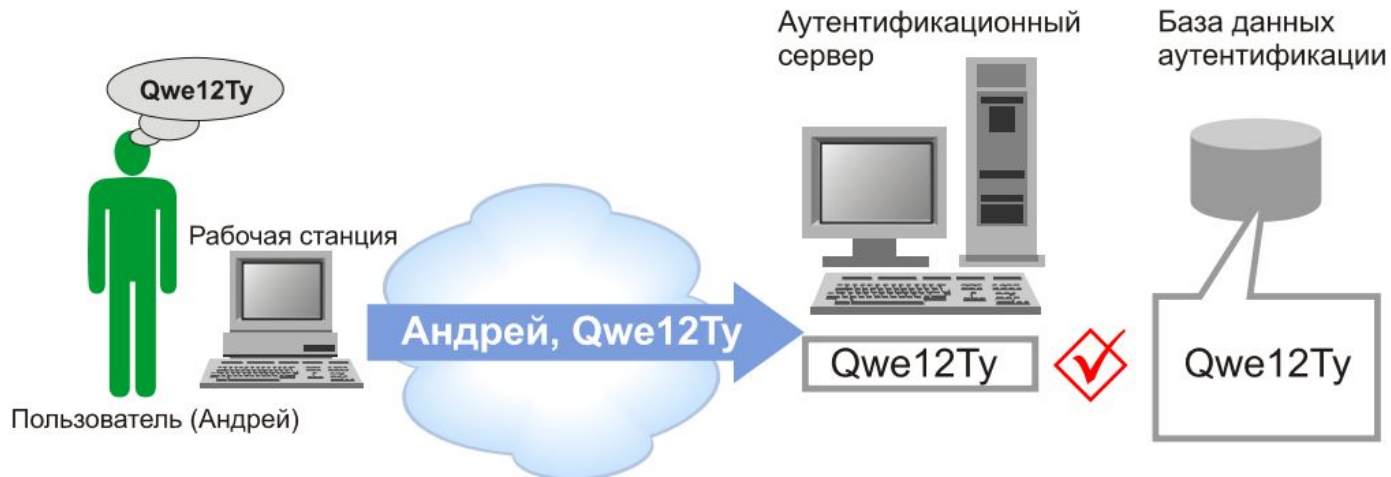 Аутентификационный
сервер
База данных
аутентификации
Qwe12Ty
Рабочая станция
Андрей, Qwe12Ty
Qwe12Ty
Qwe12Ty
Пользователь (Андрей)